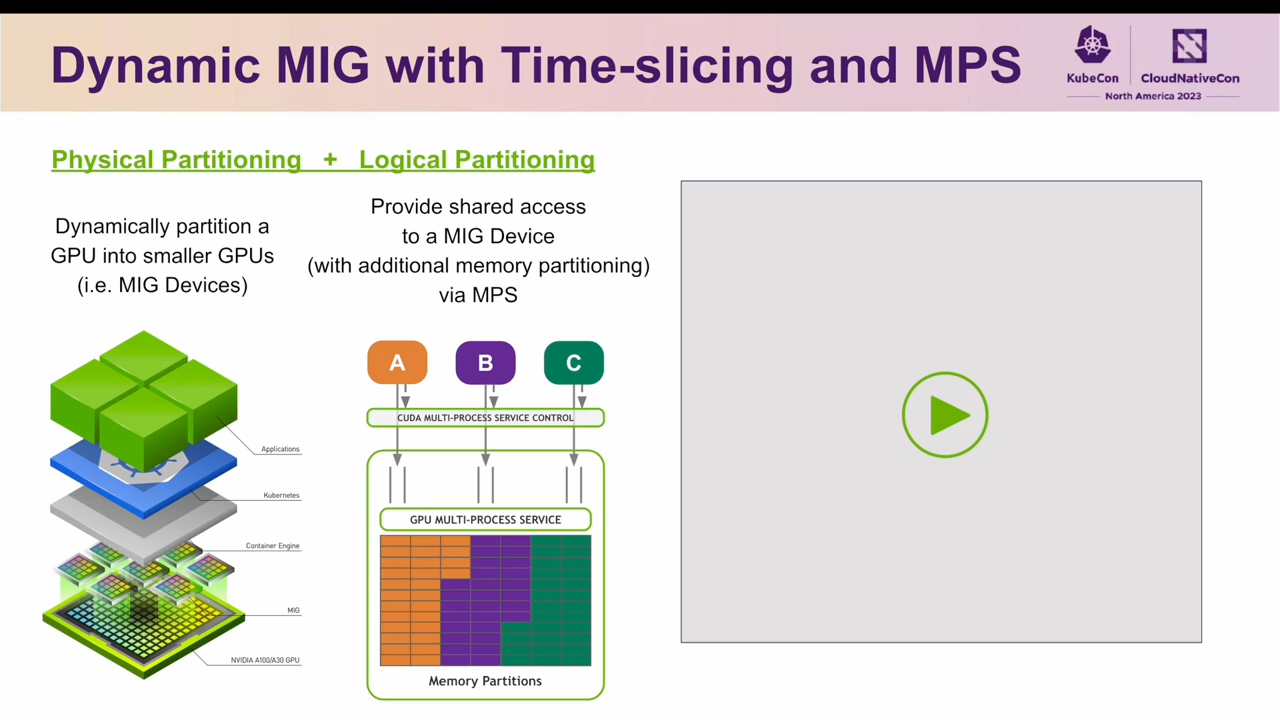 Dynamic MIG with Time-slicing and MPS
KubeCon
CloudNativeCon
North America 2023
Physical Partitioning + Logical Partitioning
Dynamically partition a
GPU into smaller GPUs
(i.e. MIG Devices)
Provide shared access
to a MIG Device
(with additional memory partitioning)
via MPS
Applications
Kubernetes
Container Engine
MIG
NVIDIA A100/A30 GPU
A
B
C
CUDA MULTI-PROCESS SERVICE CONTROL
GPU MULTI-PROCESS SERVICE
Memory Partitions